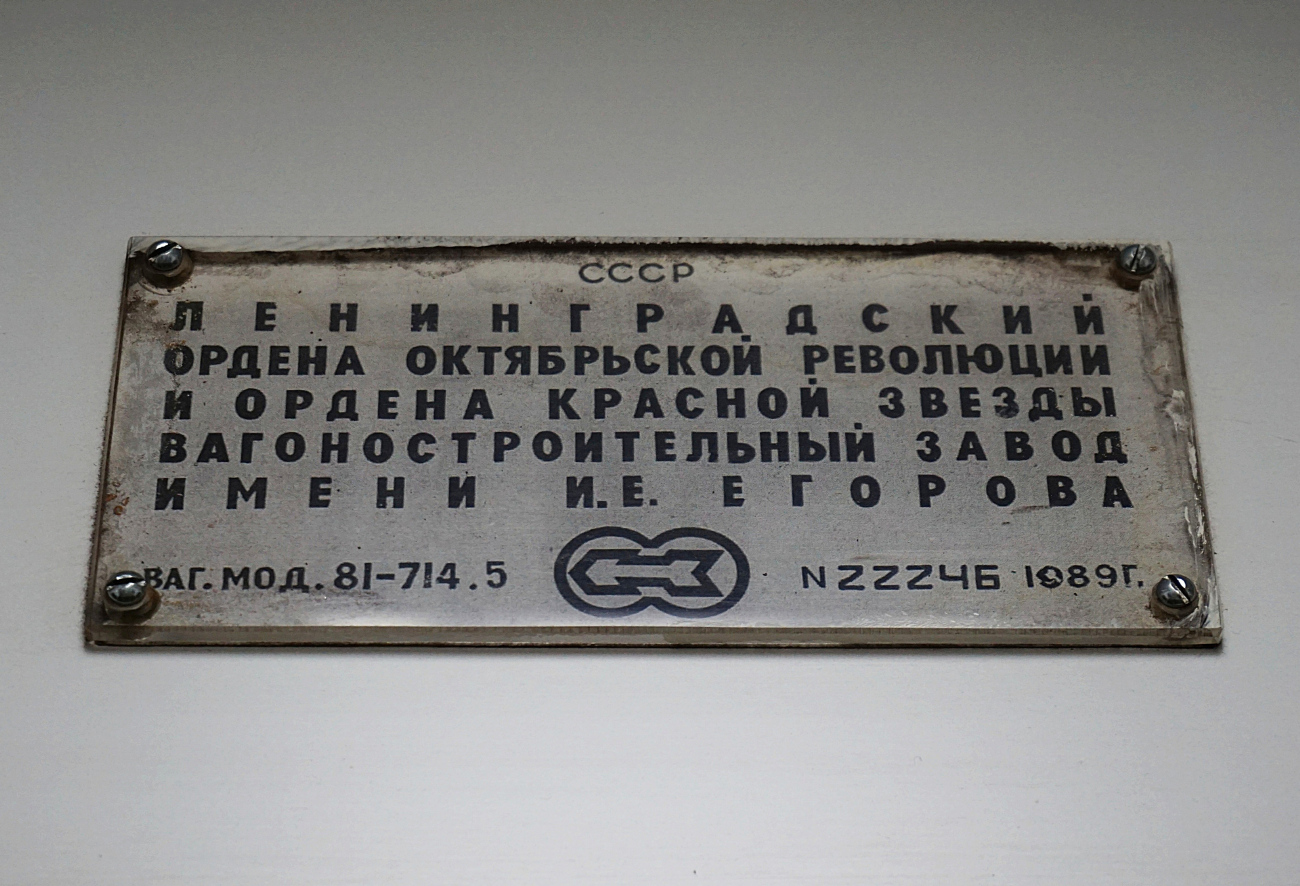 СССР
ЛЕНИНГРАДСКИЙ
ОРДЕНА ОКТЯБРЬСКОЙ РЕВОЛЮЦИИ
И ОРДЕНА КРАСНОЙ ЗВЕЗДЫ
ВАГОНОСТРОИТЕЛЬНЫЙ ЗАВОД
ИМЕНИ И.Е. ЕГОРОВА
ВАГ. МОД. 81-714.5 N22246 1989Г.